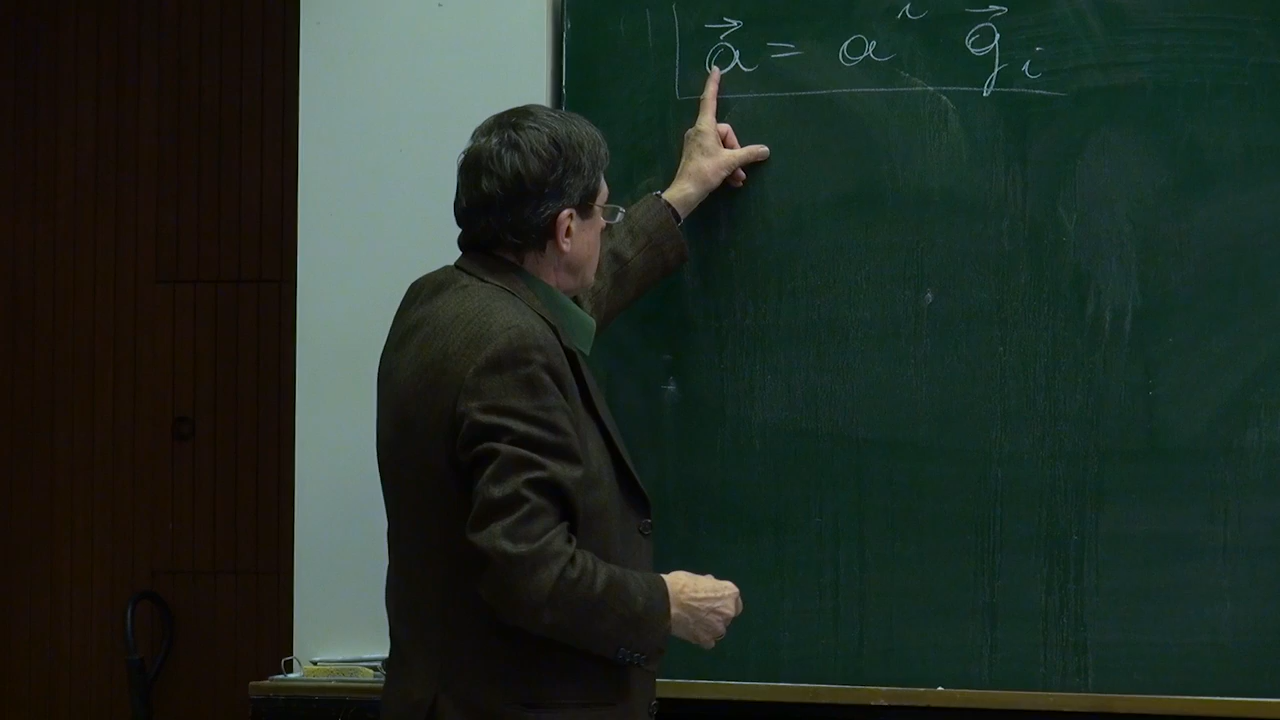 a⃗ = aⁱ g⃗ᵢ